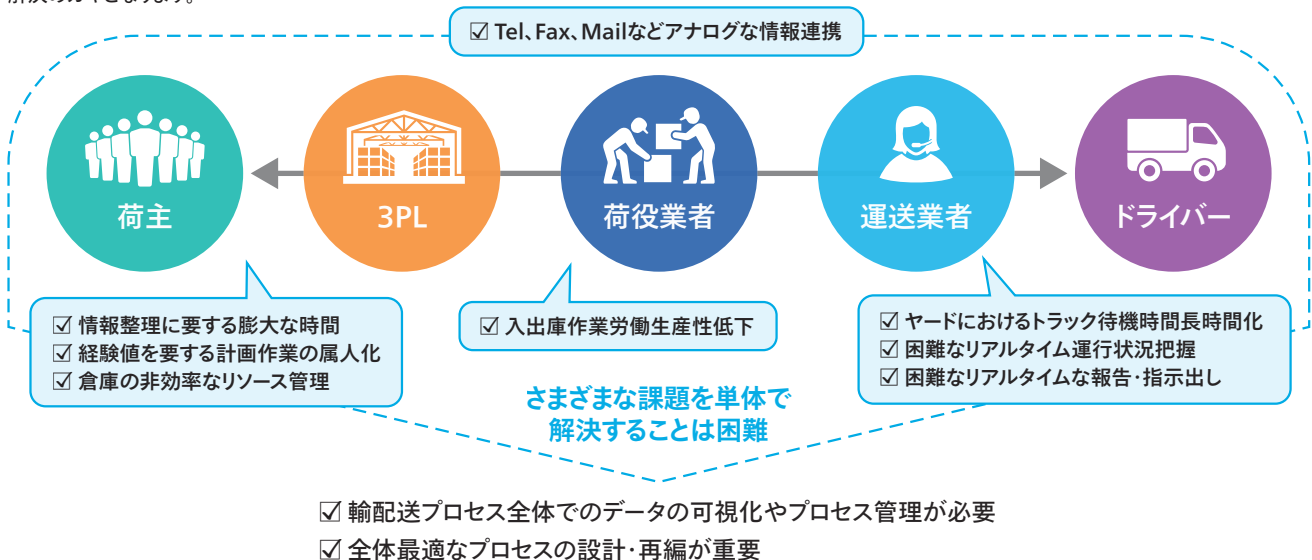 ☑ Tel、Fax、Mailなどアナログな情報連携
荷主
3PL
荷役業者
運送業者
ドライバー
☑ 情報整理に要する膨大な時間
☑ 経験値を要する計画作業の属人化
☑ 倉庫の非効率なリソース管理
☑ 入出庫作業労働生産性低下
☑ ヤードにおけるトラック待機時間長時間化
☑ 困難なリアルタイム運行状況把握
☑ 困難なリアルタイムな報告・指示出し
さまざまな課題を単体で
解決することは困難
☑ 輸配送プロセス全体でのデータの可視化やプロセス管理が必要
☑ 全体最適なプロセスの設計・再編が重要